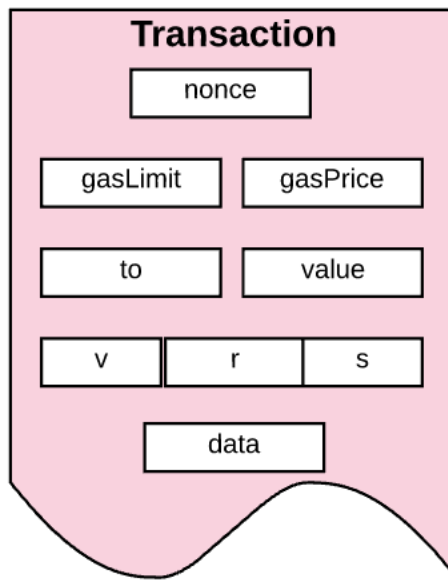 Transaction
nonce
gasLimit gasPrice
to value
v r s
data